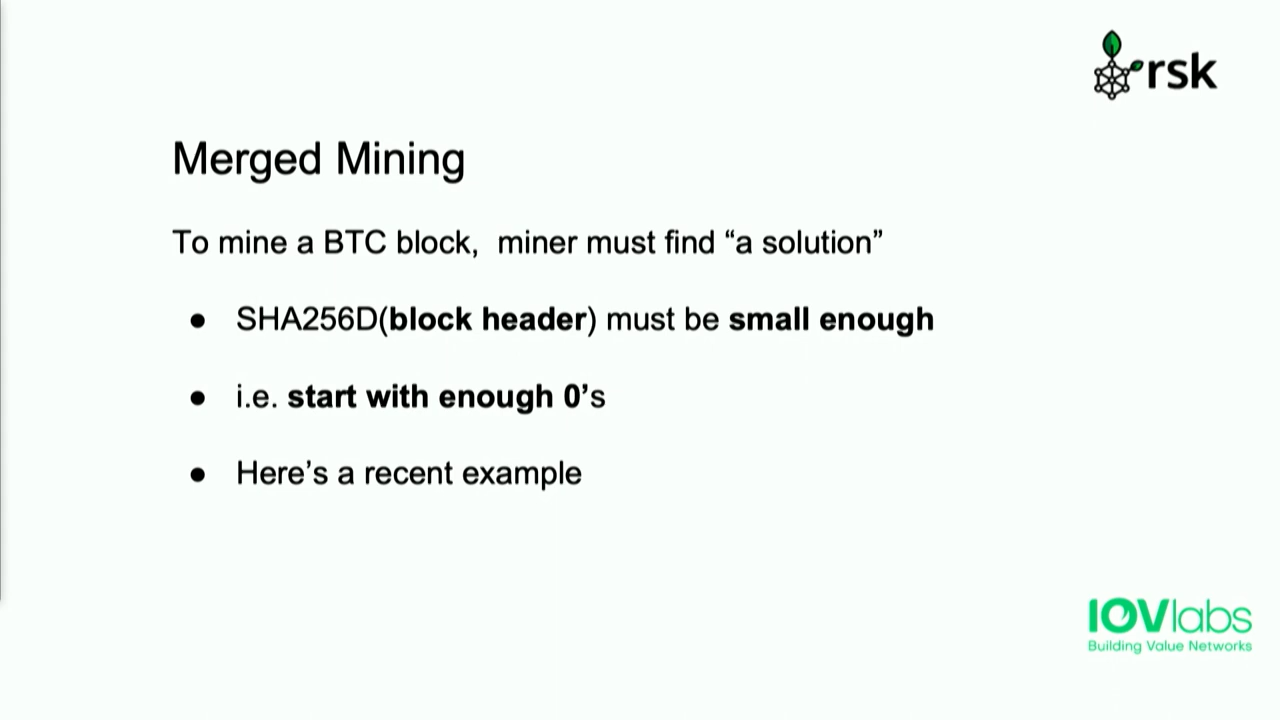 rsk
Merged Mining
To mine a BTC block, miner must find “a solution”
● SHA256D(block header) must be small enough
● i.e. start with enough 0’s
● Here’s a recent example
IOVlabs
Building Value Networks